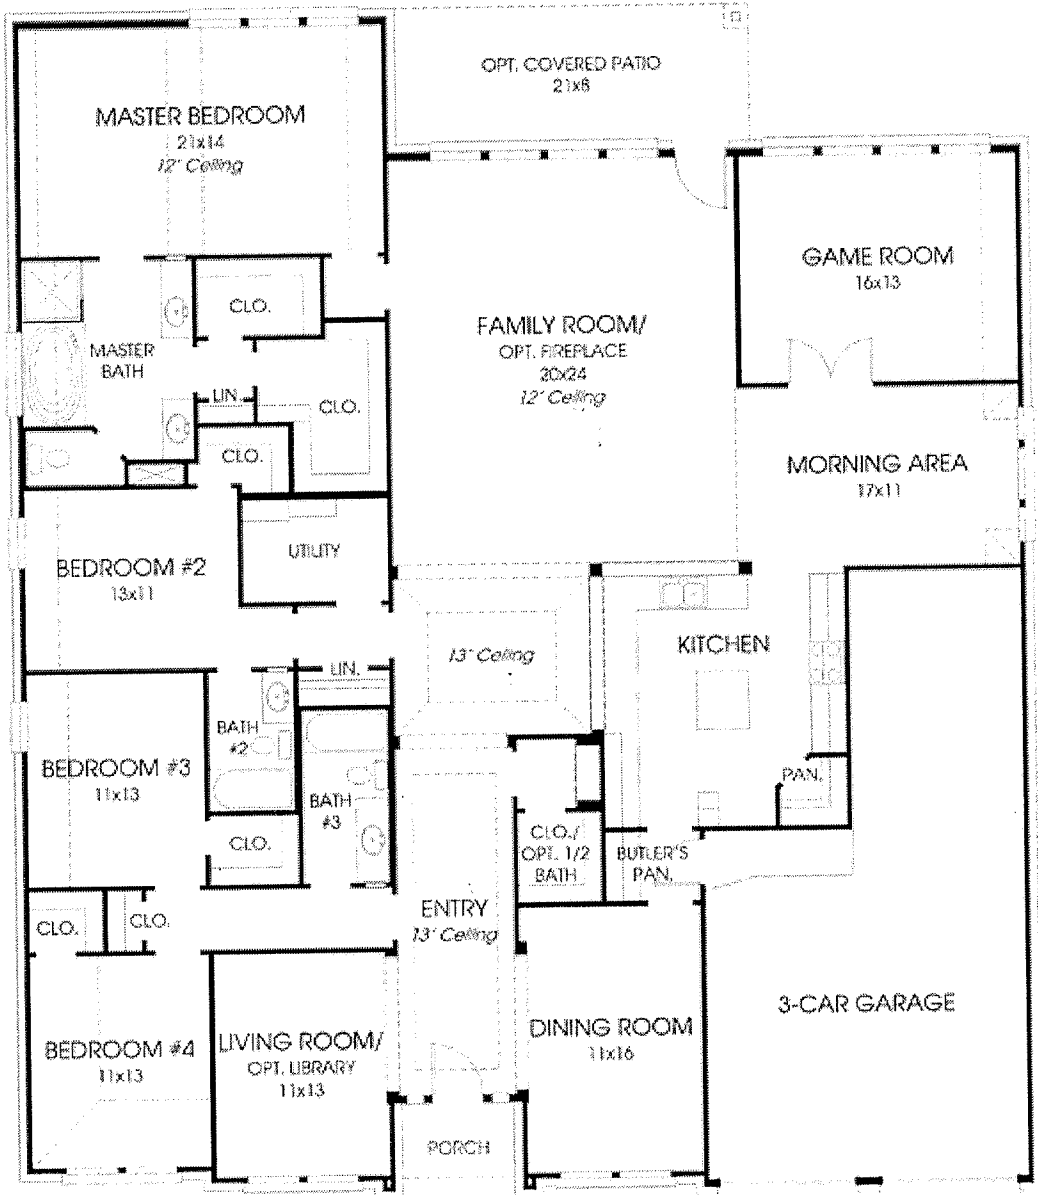 OPT. COVERED PATIO
21x8
MASTER BEDROOM
21x14
12' Ceiling
GAME ROOM
16x13
CLO.
FAMILY ROOM/
OPT. FIREPLACE
20x24
12' Ceiling
MASTER
BATH
LIN.
CLO.
CLO.
MORNING AREA
17x11
UTILITY
BEDROOM #2
13x11
KITCHEN
13' Ceiling
LIN.
BATH
#2
BEDROOM #3
11x13
PAN.
BATH
#3
CLO.
CLO./
OPT. 1/2
BATH
BUTLER'S
PAN.
ENTRY
13' Ceiling
CLO.
CLO.
3-CAR GARAGE
DINING ROOM
11x16
BEDROOM #4
11x13
LIVING ROOM/
OPT. LIBRARY
11x13
PORCH